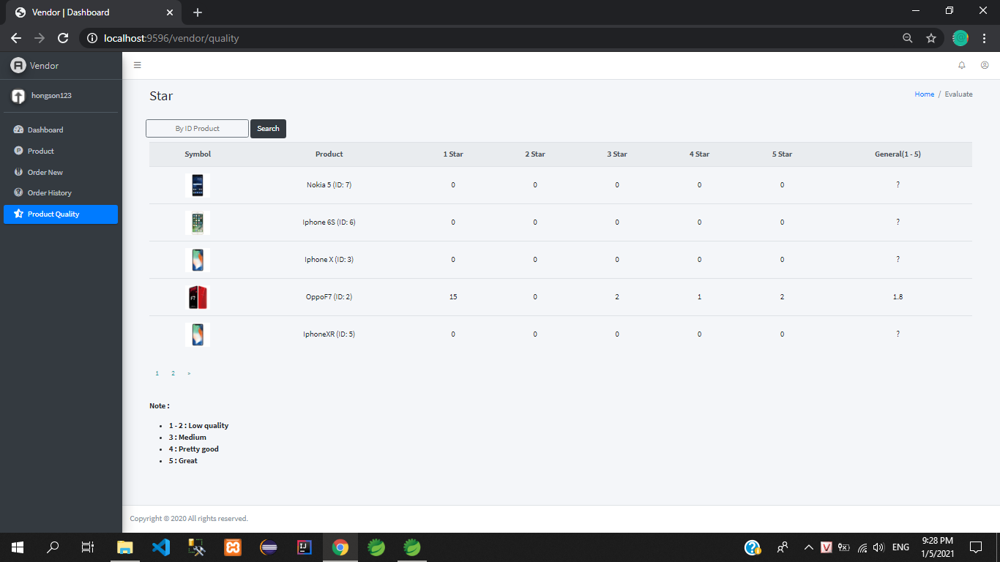 Vendor | Dashboard
localhost:9596/vendor/quality
Vendor
hongson123
Dashboard
Product
Order New
Order History
Product Quality
Star
Home / Evaluate
By ID Product Search
Symbol Product 1 Star 2 Star 3 Star 4 Star 5 Star General(1 - 5)
Nokia 5 (ID: 7) 0 0 0 0 0 ?
Iphone 6S (ID: 6) 0 0 0 0 0 ?
Iphone X (ID: 3) 0 0 0 0 0 ?
OppoF7 (ID: 2) 15 0 2 1 2 1.8
IphoneXR (ID: 5) 0 0 0 0 0 ?
1 2 »
Note :
• 1 - 2 : Low quality
• 3 : Medium
• 4 : Pretty good
• 5 : Great
Copyright © 2020 All rights reserved.
ENG
9:28 PM
1/5/2021